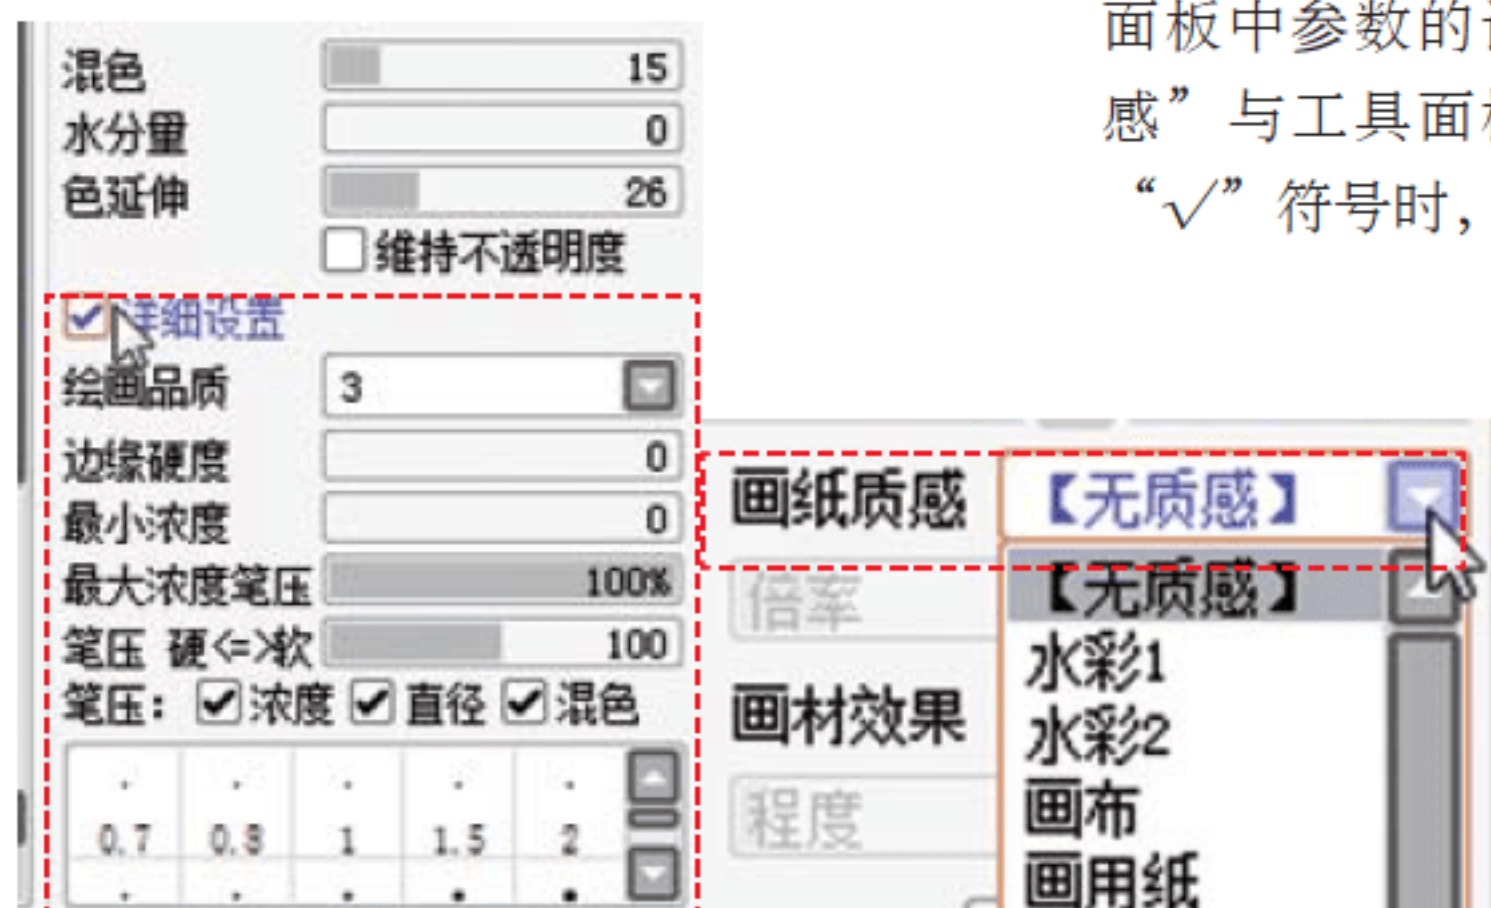 混色 15
水分量 0
色延伸 26
维持不透明度
详细设置
绘画品质 3
边缘硬度 0
最小浓度 0
最大浓度笔压 100%
笔压 硬<=>软 100
笔压: 浓度 直径 混色
0.7 0.8 1 1.5 2
面板中参数的
感”与工具面
“√”符号时，
画纸质感 【无质感】
【无质感】
倍率
水彩1
画材效果
水彩2
画布
程度
画用纸